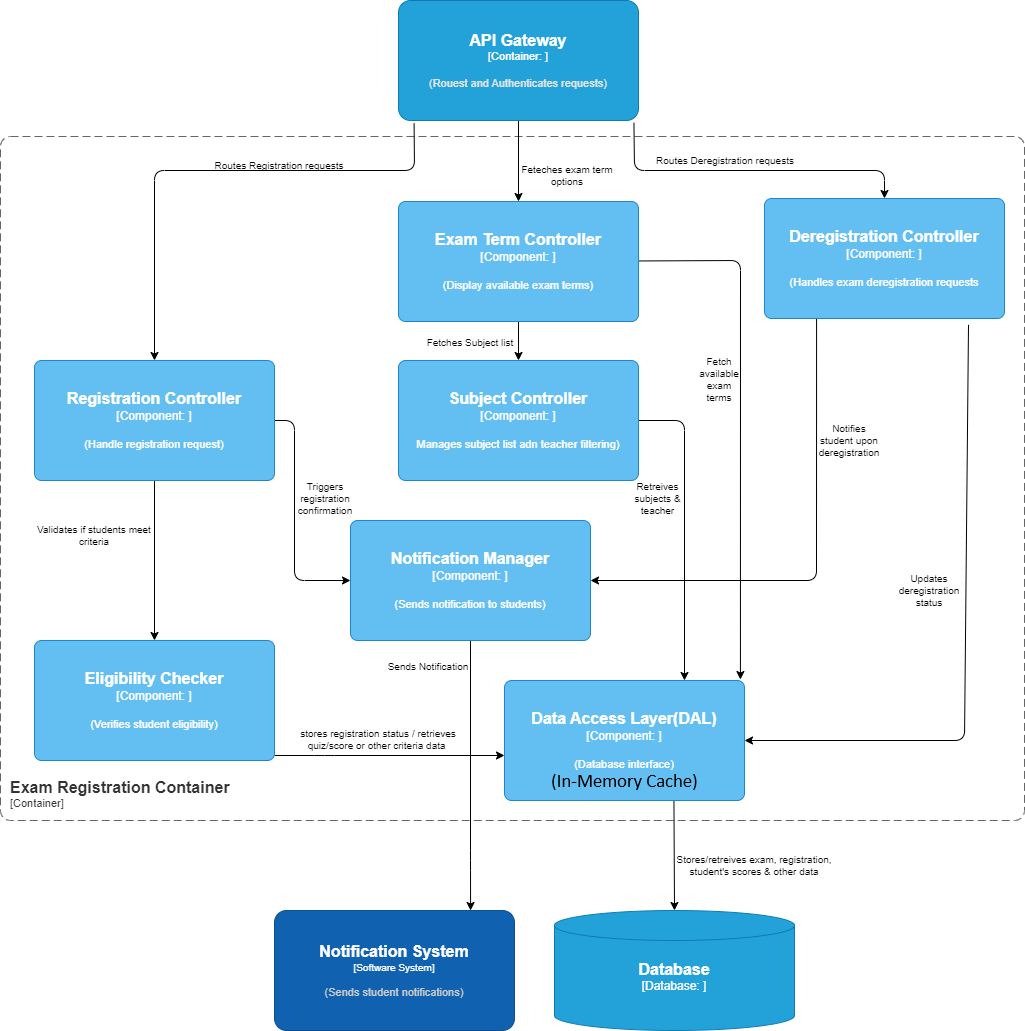 API Gateway
[Container: ]
(Rouest and Authenticates requests)
Routes Registration requests
Feteches exam term
options
Routes Deregistration requests
Exam Term Controller
[Component: ]
(Display available exam terms)
Deregistration Controller
[Component: ]
(Handles exam deregistration requests
Fetches Subject list
Fetch
available
exam
terms
Registration Controller
[Component: ]
(Handle registration request)
Subject Controller
[Component: ]
Manages subject list adn teacher filtering)
Notifies
student upon
deregistration
Triggers
registration
confirmation
Retreives
subjects &
teacher
Validates if students meet
criteria
Notification Manager
[Component: ]
(Sends notification to students)
Updates
deregistration
status
Sends Notification
Eligibility Checker
[Component: ]
(Verifies student eligibility)
stores registration status / retrieves
quiz/score or other criteria data
Data Access Layer(DAL)
[Component: ]
(Database interface)
(In-Memory Cache)
Exam Registration Container
[Container]
Stores/retreives exam, registration,
student's scores & other data
Notification System
[Software System]
(Sends student notifications)
Database
[Database: ]